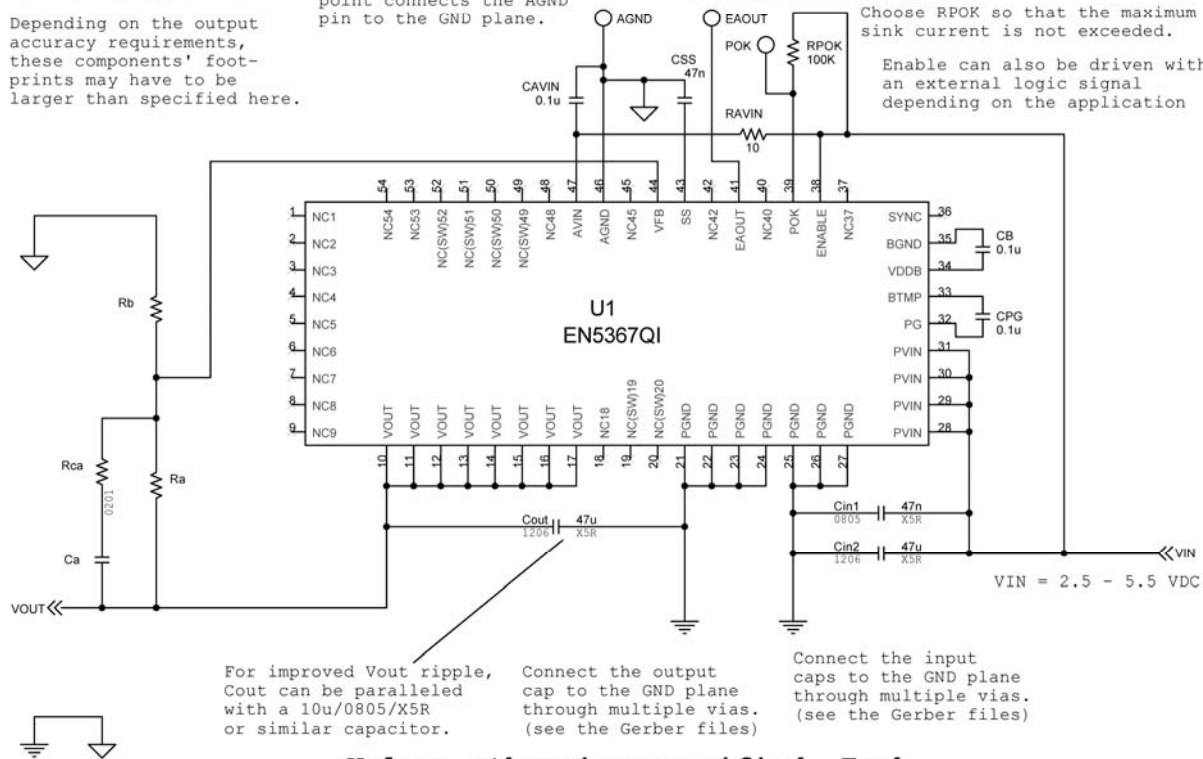 point connects the AGND
pin to the GND plane.
Depending on the output
accuracy requirements,
these components' foot-
prints may have to be
larger than specified here.
Choose RPOK so that the maximum
sink current is not exceeded.
Enable can also be driven with
an external logic signal
depending on the application
AGND
EAOUT
POK
RPOK
100K
CSS
47n
CAVIN
0.1u
RAVIN
10
54
53
52
51
50
49
48
47
46
45
44
43
42
41
40
39
38
37
NC54
NC53
NC(SW)52
NC(SW)51
NC(SW)50
NC(SW)49
NC48
AVIN
AGND
NC45
VFB
SS
NC42
EAOUT
NC40
POK
ENABLE
NC37
1 NC1
2 NC2
3 NC3
4 NC4
5 NC5
6 NC6
7 NC7
8 NC8
9 NC9
U1
EN5367QI
SYNC 36
BGND 35
VDDB 34
BTMP 33
PG 32
PVIN 31
PVIN 30
PVIN 29
PVIN 28
CB
0.1u
CPG
0.1u
VOUT
VOUT
VOUT
VOUT
VOUT
VOUT
VOUT
VOUT
NC18
NC(SW)19
NC(SW)20
PGND
PGND
PGND
PGND
PGND
PGND
PGND
10
11
12
13
14
15
16
17
18
19
20
21
22
23
24
25
26
27
Rb
Rca
0201
Ra
Ca
VOUT
Cout 47u
1206 X5R
Cin1 47n
0805 X5R
Cin2 47u
1206 X5R
VIN
VIN = 2.5 - 5.5 VDC
For improved Vout ripple,
Cout can be paralleled
with a 10u/0805/X5R
or similar capacitor.
Connect the output
cap to the GND plane
through multiple vias.
(see the Gerber files)
Connect the input
caps to the GND plane
through multiple vias.
(see the Gerber files)